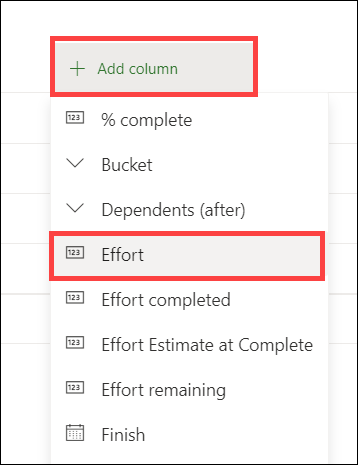 + Add column
123 % complete
Bucket
Dependents (after)
123 Effort
123 Effort completed
123 Effort Estimate at Complete
123 Effort remaining
Finish